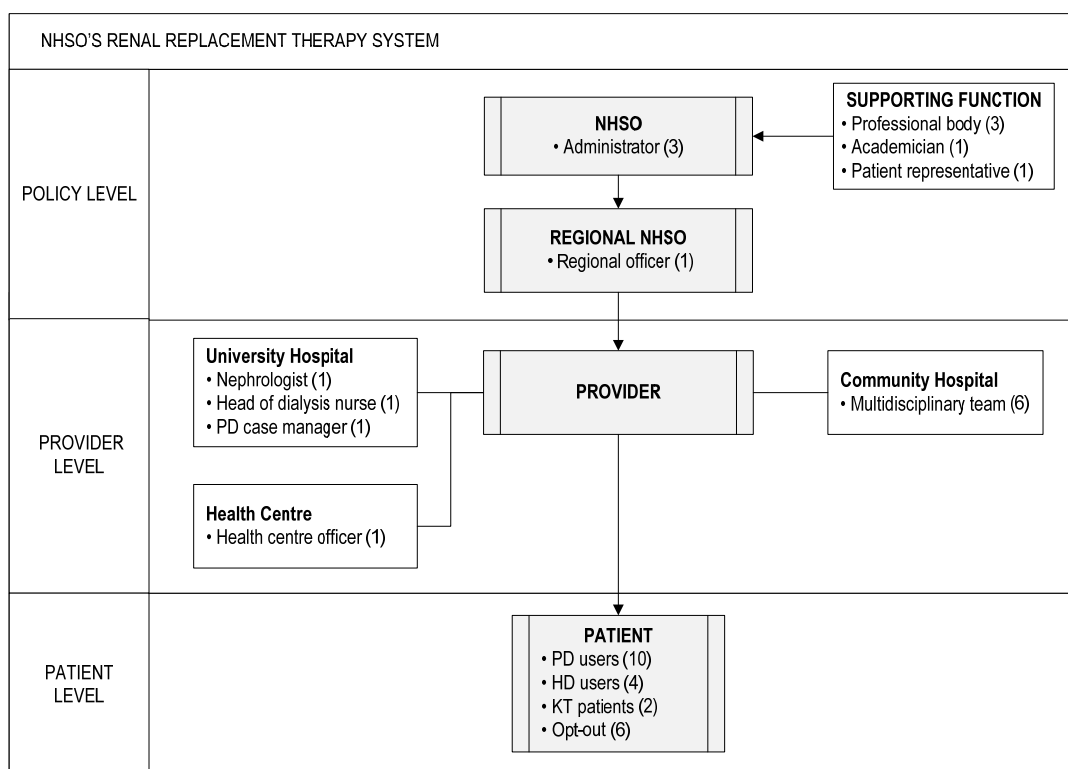 NHSO'S RENAL REPLACEMENT THERAPY SYSTEM
POLICY LEVEL
NHSO
• Administrator (3)
SUPPORTING FUNCTION
• Professional body (3)
• Academician (1)
• Patient representative (1)
REGIONAL NHSO
• Regional officer (1)
PROVIDER
LEVEL
University Hospital
• Nephrologist (1)
• Head of dialysis nurse (1)
• PD case manager (1)
PROVIDER
Community Hospital
• Multidisciplinary team (6)
Health Centre
• Health centre officer (1)
PATIENT
LEVEL
PATIENT
• PD users (10)
• HD users (4)
• KT patients (2)
• Opt-out (6)